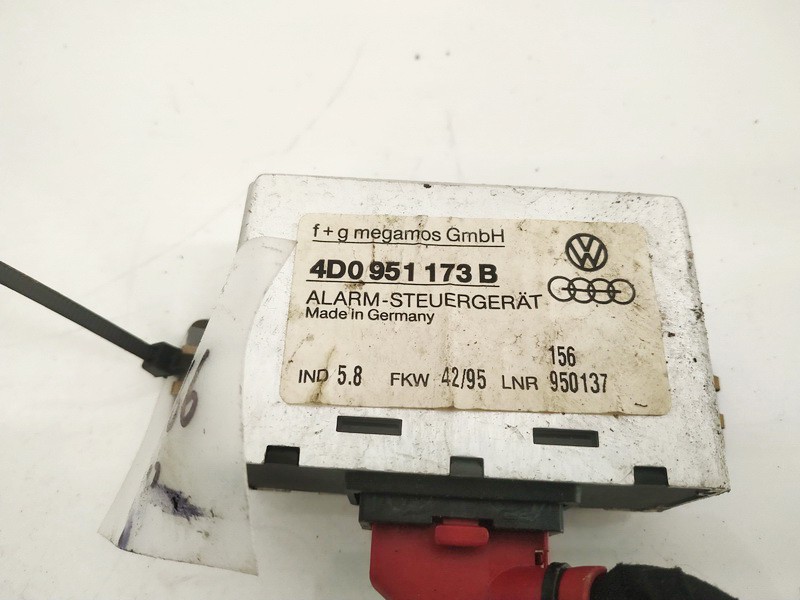 f+g megamos GmbH
4D0 951 173 B
ALARM-STEUERGERÄT
Made in Germany
156
IND 5.8 FKW 42/95 LNR 950137